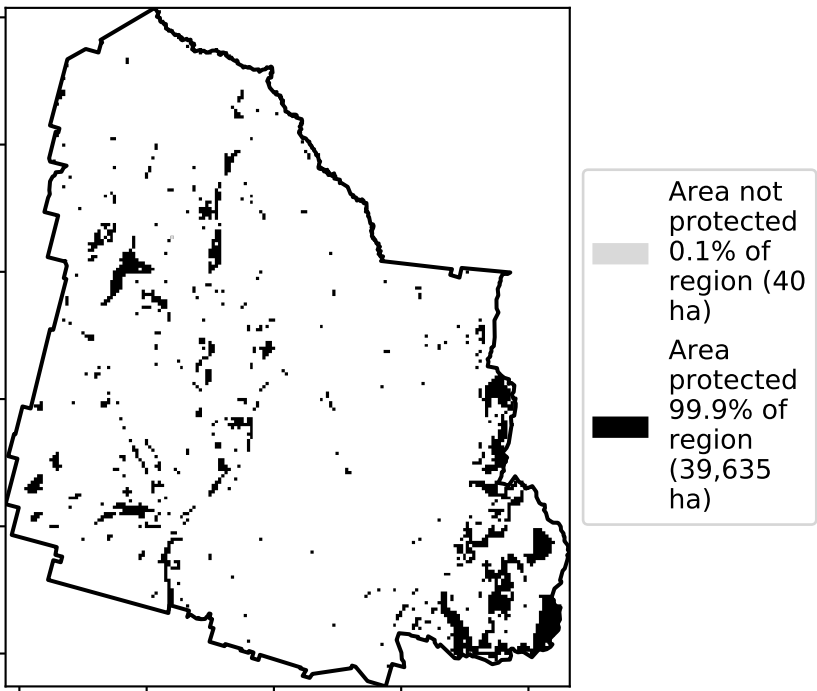 Area not
protected
0.1% of
region (40
ha)
Area
protected
99.9% of
region
(39,635
ha)